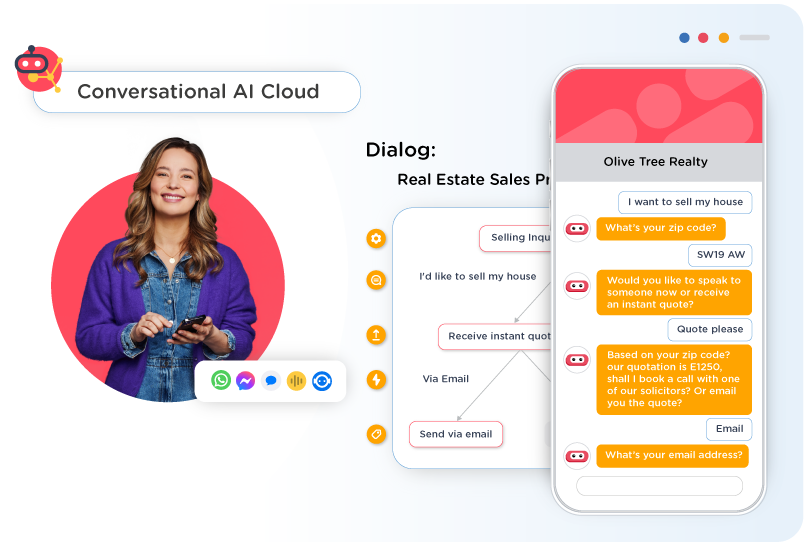 Conversational AI Cloud
Dialog:
Real Estate Sales Pr
Selling Inqu
I'd like to sell my house
Receive instant quot
Via Email
Send via email
Olive Tree Realty
I want to sell my house
What's your zip code?
SW19 AW
Would you like to speak to
someone now or receive
an instant quote?
Quote please
Based on your zip code?
our quotation is E1250,
shall I book a call with one
of our solicitors? Or email
you the quote?
Email
What's your email address?